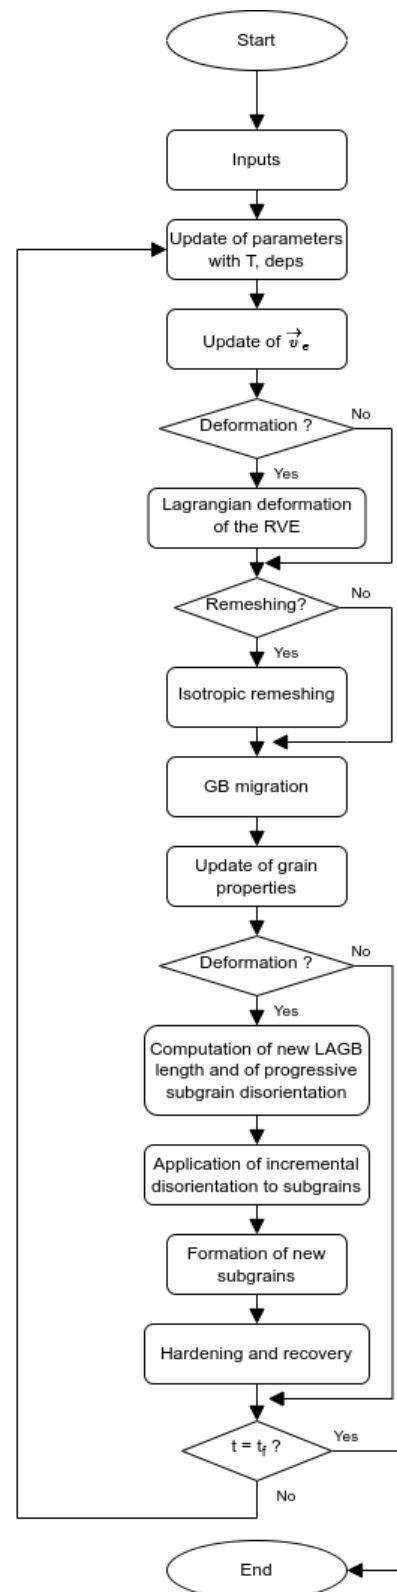 Start
Inputs
Update of parameters
with T, deps
Update of v⃗ₑ
Deformation ?
No
Yes
Lagrangian deformation
of the RVE
Remeshing?
No
Yes
Isotropic remeshing
GB migration
Update of grain
properties
Deformation ?
No
Yes
Computation of new LAGB
length and of progressive
subgrain disorientation
Application of incremental
disorientation to subgrains
Formation of new
subgrains
Hardening and recovery
t = t_f ?
Yes
No
End